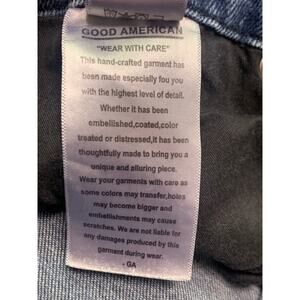 GOOD AMERICAN
"WEAR WITH CARE"
This hand-crafted garment has
been made especially fou you with
the highest level of detail.
Whether it has been
embellished,coated,color
treated or distressed,it has been
thoughtfully made to bring you a
unique and alluring piece.
Wear your garments with care as
some colors may transfer,holes
may become bigger and
embellishments may cause
scratches. We are not liable for
any damages produced by this
garment during wear.
- GA